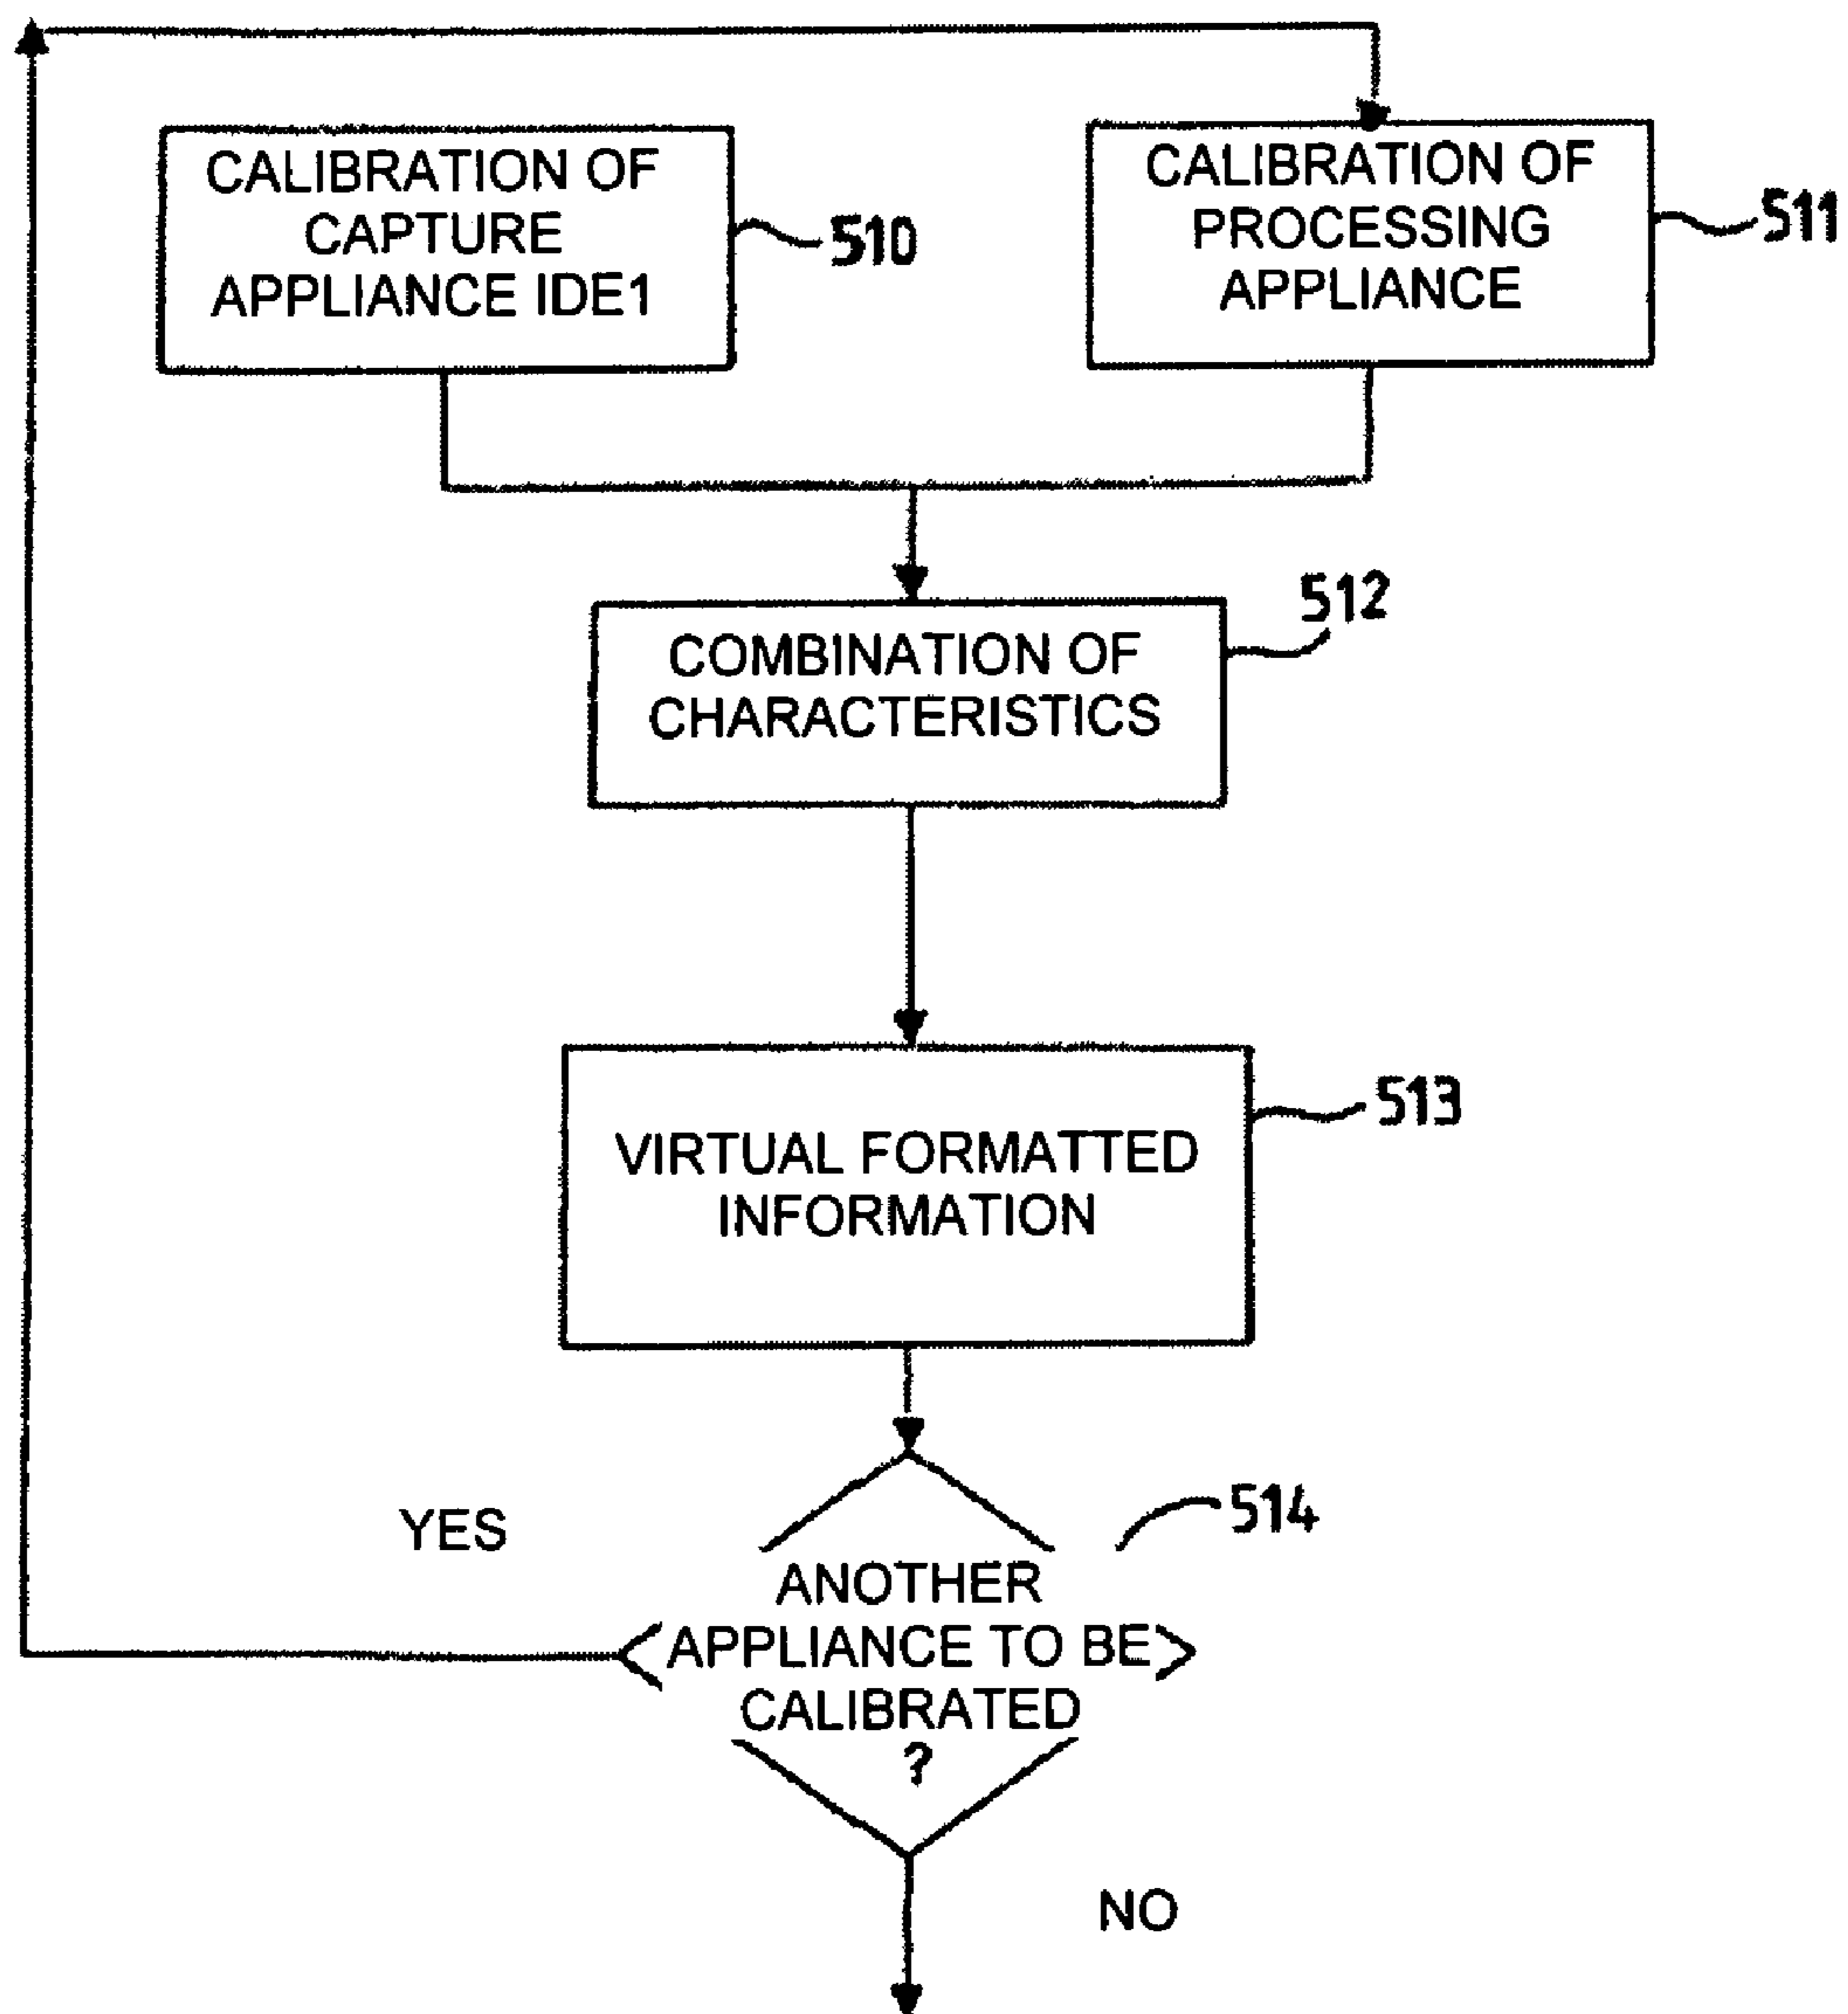 CALIBRATION OF
CAPTURE
APPLIANCE IDE1
510
CALIBRATION OF
PROCESSING
APPLIANCE
511
COMBINATION OF
CHARACTERISTICS
512
VIRTUAL FORMATTED
INFORMATION
513
YES
514
ANOTHER
APPLIANCE TO BE
CALIBRATED
?
NO